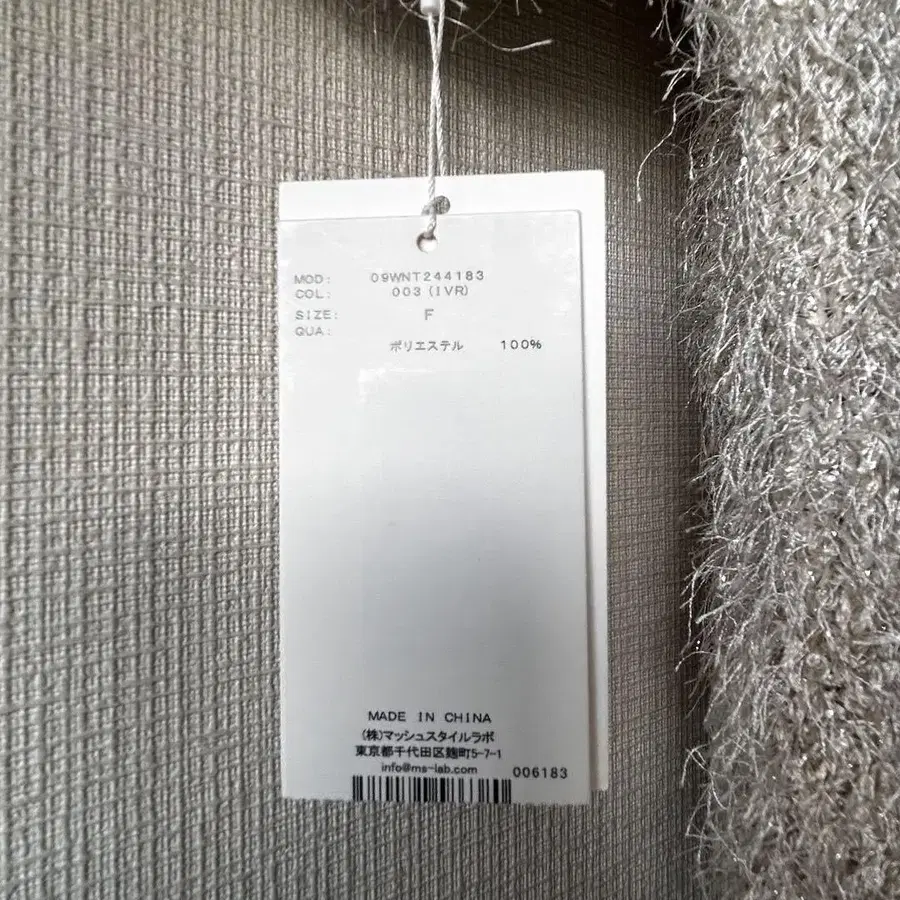 MOD: 09WNT244183
COL: 003(IVR)
SIZE: F
QUA:
ポリエステル 100%
MADE IN CHINA
(株)マッシュスタイルラボ
東京都千代田区麹町5-7-1
info@ms-lab.com
006183